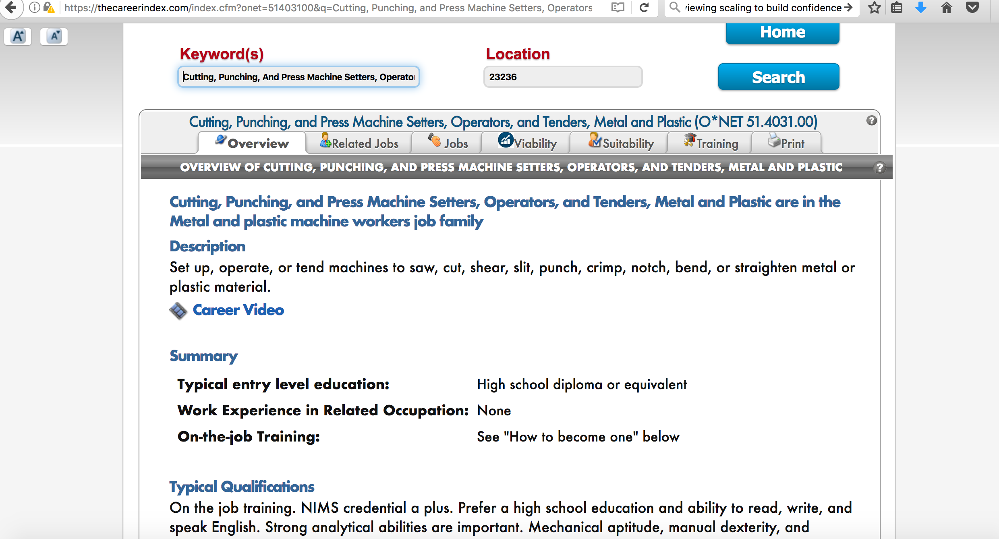 https://thecareerindex.com/index.cfm?onet=51403100&q=Cutting, Punching, and Press Machine Setters, Operators
viewing scaling to build confidence
A A
Home
Keyword(s) Location
Cutting, Punching, And Press Machine Setters, Operator 23236 Search
Cutting, Punching, and Press Machine Setters, Operators, and Tenders, Metal and Plastic (O*NET 51.4031.00) ?
Overview Related Jobs Jobs Viability Suitability Training Print
OVERVIEW OF CUTTING, PUNCHING, AND PRESS MACHINE SETTERS, OPERATORS, AND TENDERS, METAL AND PLASTIC ?
Cutting, Punching, and Press Machine Setters, Operators, and Tenders, Metal and Plastic are in the
Metal and plastic machine workers job family
Description
Set up, operate, or tend machines to saw, cut, shear, slit, punch, crimp, notch, bend, or straighten metal or
plastic material.
Career Video
Summary
Typical entry level education: High school diploma or equivalent
Work Experience in Related Occupation: None
On-the-job Training: See "How to become one" below
Typical Qualifications
On the job training. NIMS credential a plus. Prefer a high school education and ability to read, write, and
speak English. Strong analytical abilities are important. Mechanical aptitude, manual dexterity, and